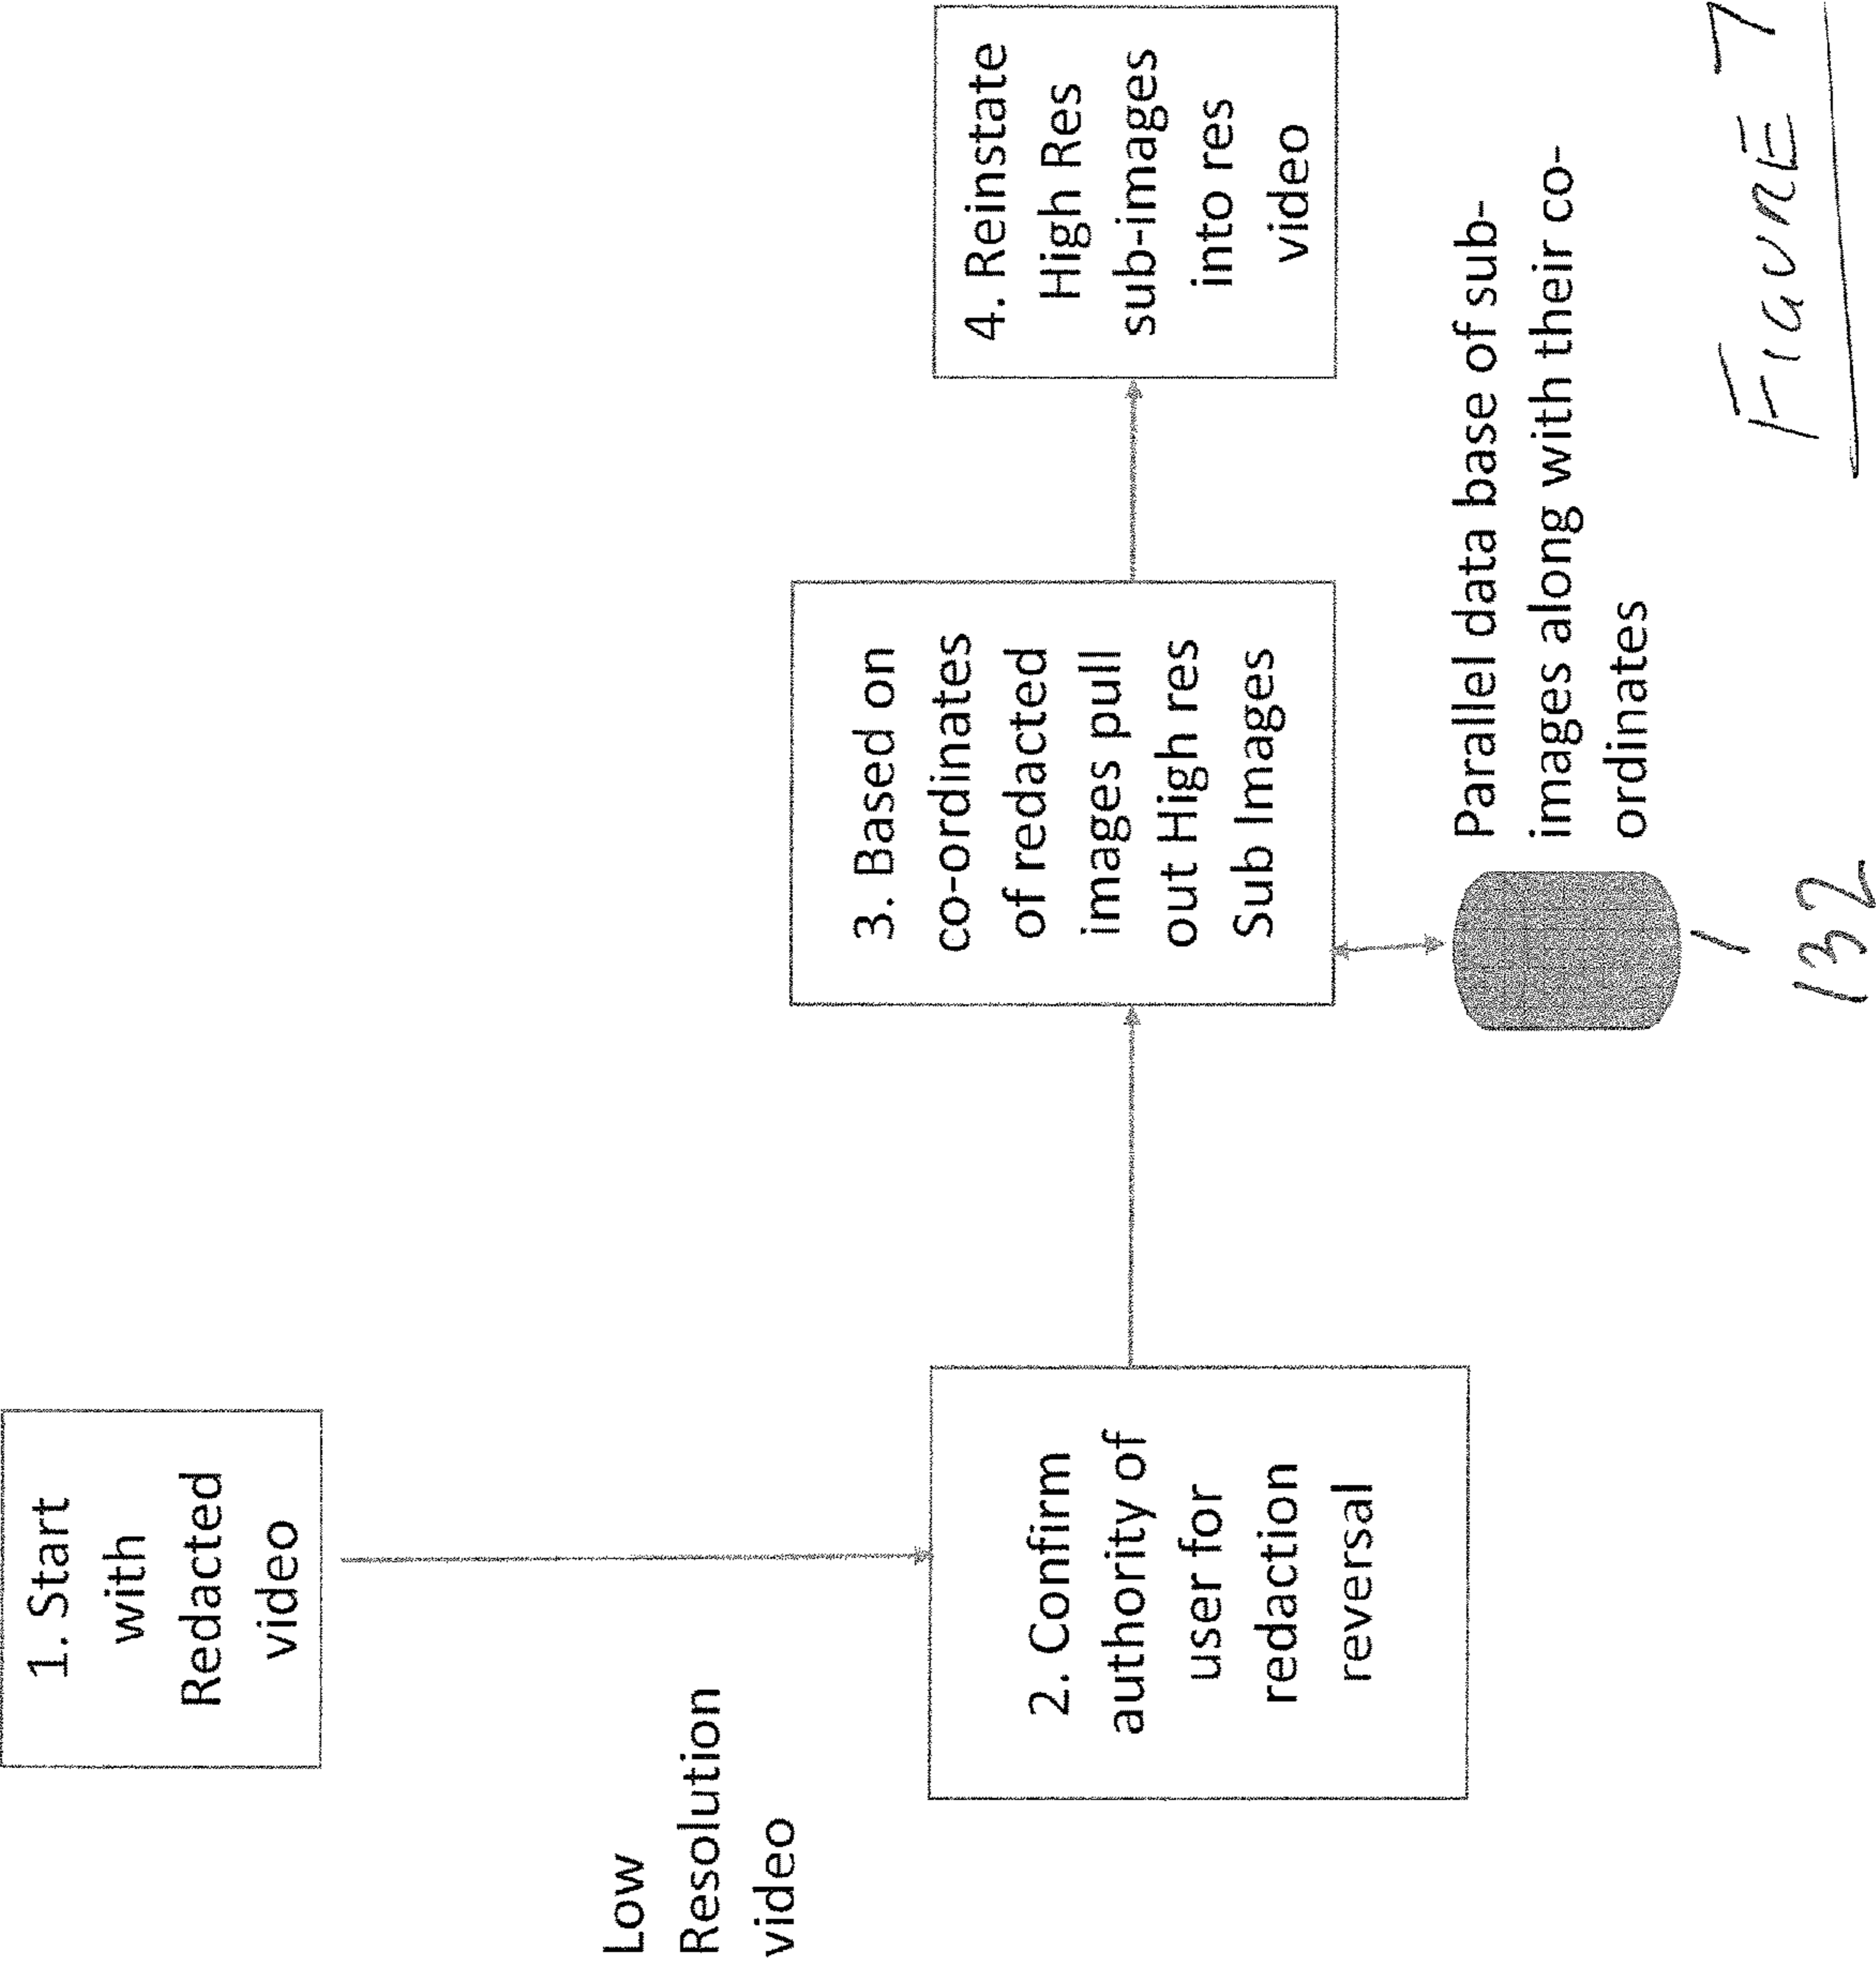 1. Start
with
Redacted
video
Low
Resolution
video
2. Confirm
authority of
user for
redaction
reversal
3. Based on
co-ordinates
of redacted
images pull
out High res
Sub Images
4. Reinstate
High Res
sub-images
into res
video
Parallel data base of sub-
images along with their co-
ordinates
132
FIGURE 7